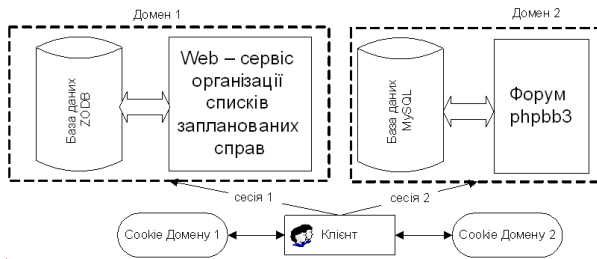 Домен 1
База даних
ZODB
Web – сервіс
організації
списків
запланованих
справ
Домен 2
База даних
MySQL
Форум
phpbb3
сесія 1
сесія 2
Cookie Домену 1
Клієнт
Cookie Домену 2